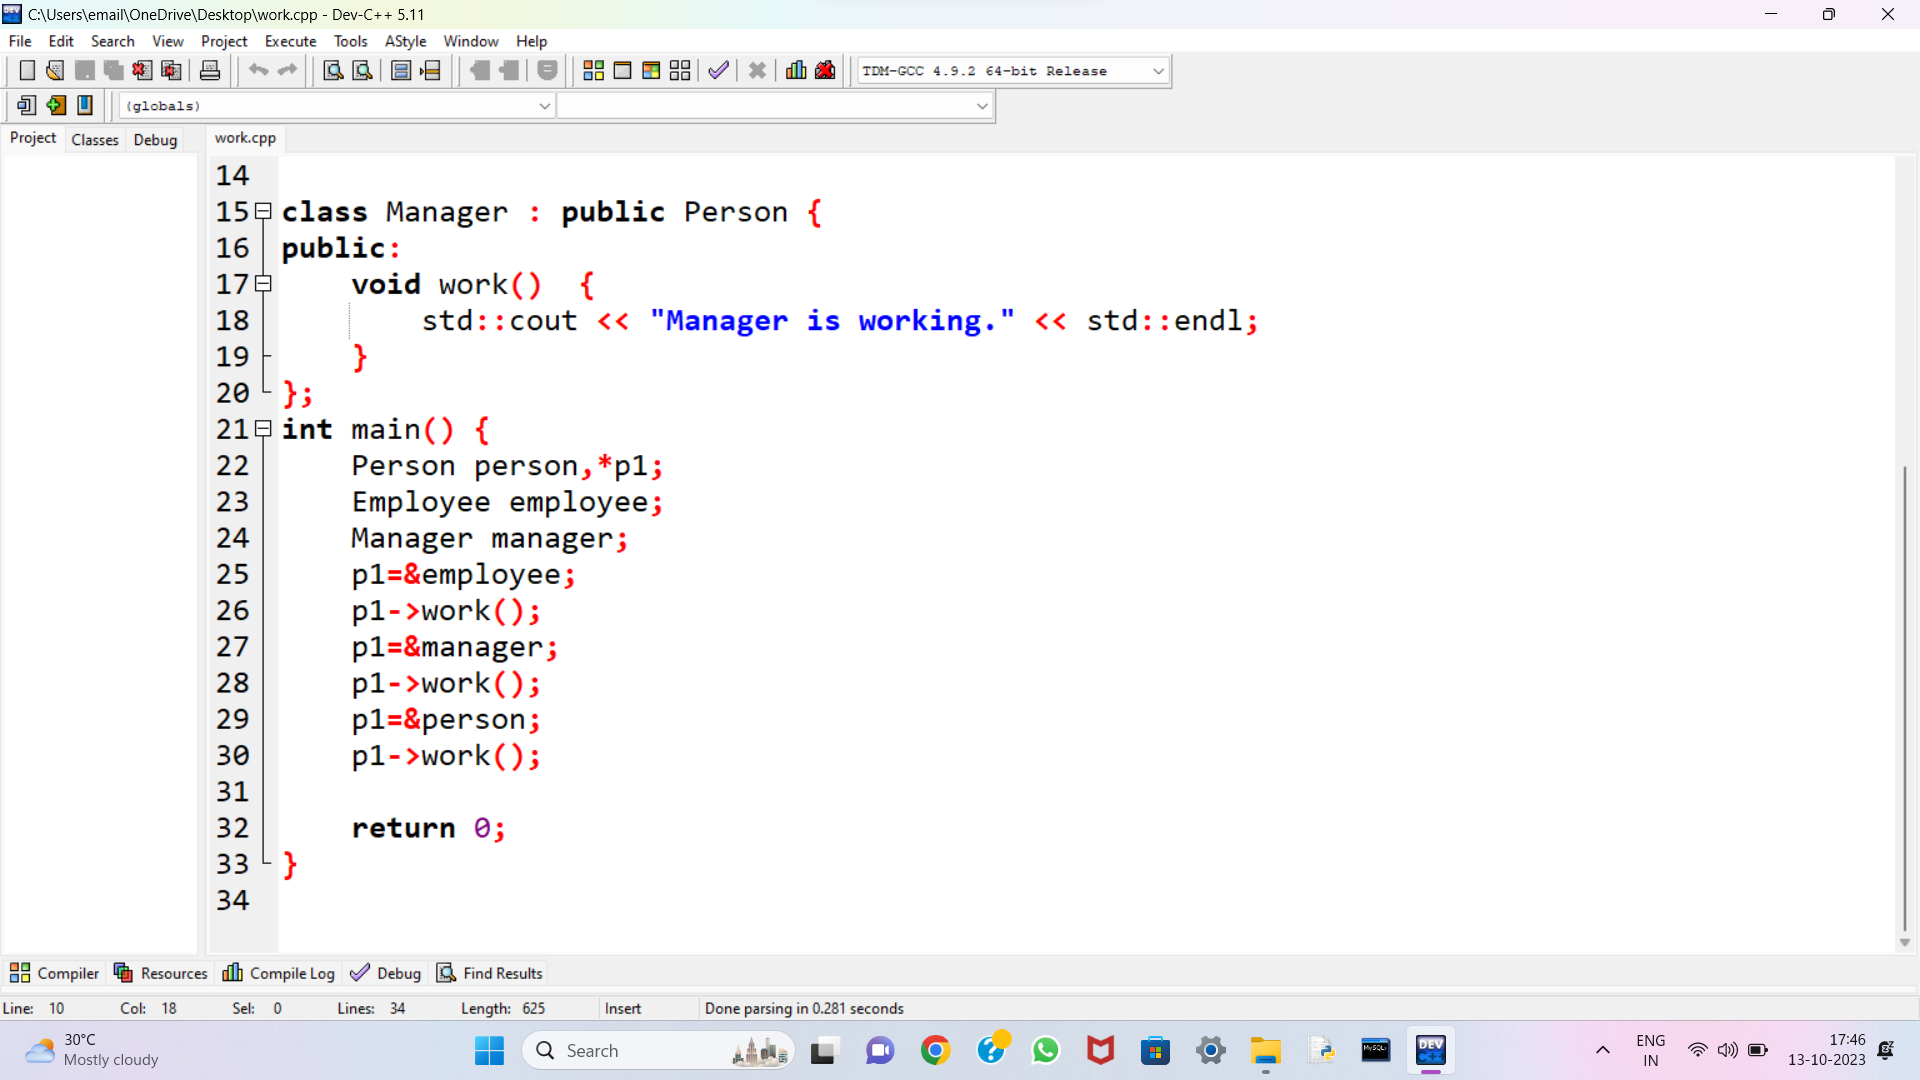 C:\Users\email\OneDrive\Desktop\work.cpp - Dev-C++ 5.11
File Edit Search View Project Execute Tools AStyle Window Help
TDM-GCC 4.9.2 64-bit Release
(globals)
Project Classes Debug work.cpp
14
15 class Manager : public Person {
16 public:
17 void work()  {
18 std::cout << "Manager is working." << std::endl;
19 }
20 };
21 int main() {
22 Person person,*p1;
23 Employee employee;
24 Manager manager;
25 p1=&employee;
26 p1->work();
27 p1=&manager;
28 p1->work();
29 p1=&person;
30 p1->work();
31
32 return 0;
33 }
34
Compiler Resources Compile Log Debug Find Results
Line: 10 Col: 18 Sel: 0 Lines: 34 Length: 625 Insert Done parsing in 0.281 seconds
30°C
Mostly cloudy
Search
DEV
C++
MySQL
ENG
IN
17:46
13-10-2023